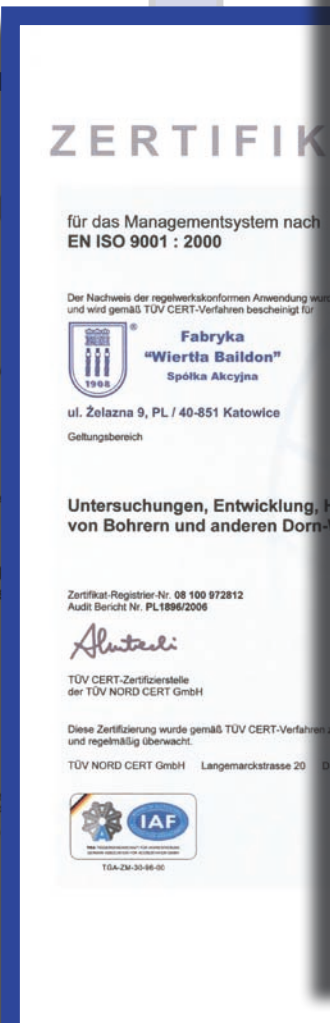 ZERTIFIK
für das Managementsystem nach
EN ISO 9001 : 2000
Der Nachweis der regelwerkskonformen Anwendung wurd
und wird gemäß TÜV CERT-Verfahren bescheinigt für
®
Fabryka
"Wiertła Baildon"
Spółka Akcyjna
1908
ul. Żelazna 9, PL / 40-851 Katowice
Geltungsbereich
Untersuchungen, Entwicklung, H
von Bohrern und anderen Dorn-W
Zertifikat-Registrier-Nr. 08 100 972812
Audit Bericht Nr. PL1896/2006
TÜV CERT-Zertifizierstelle
der TÜV NORD CERT GmbH
Diese Zertifizierung wurde gemäß TÜV CERT-Verfahren
und regelmäßig überwacht.
TÜV NORD CERT GmbH Langemarckstrasse 20 D
IAF
TGA-ZM-30-96-00